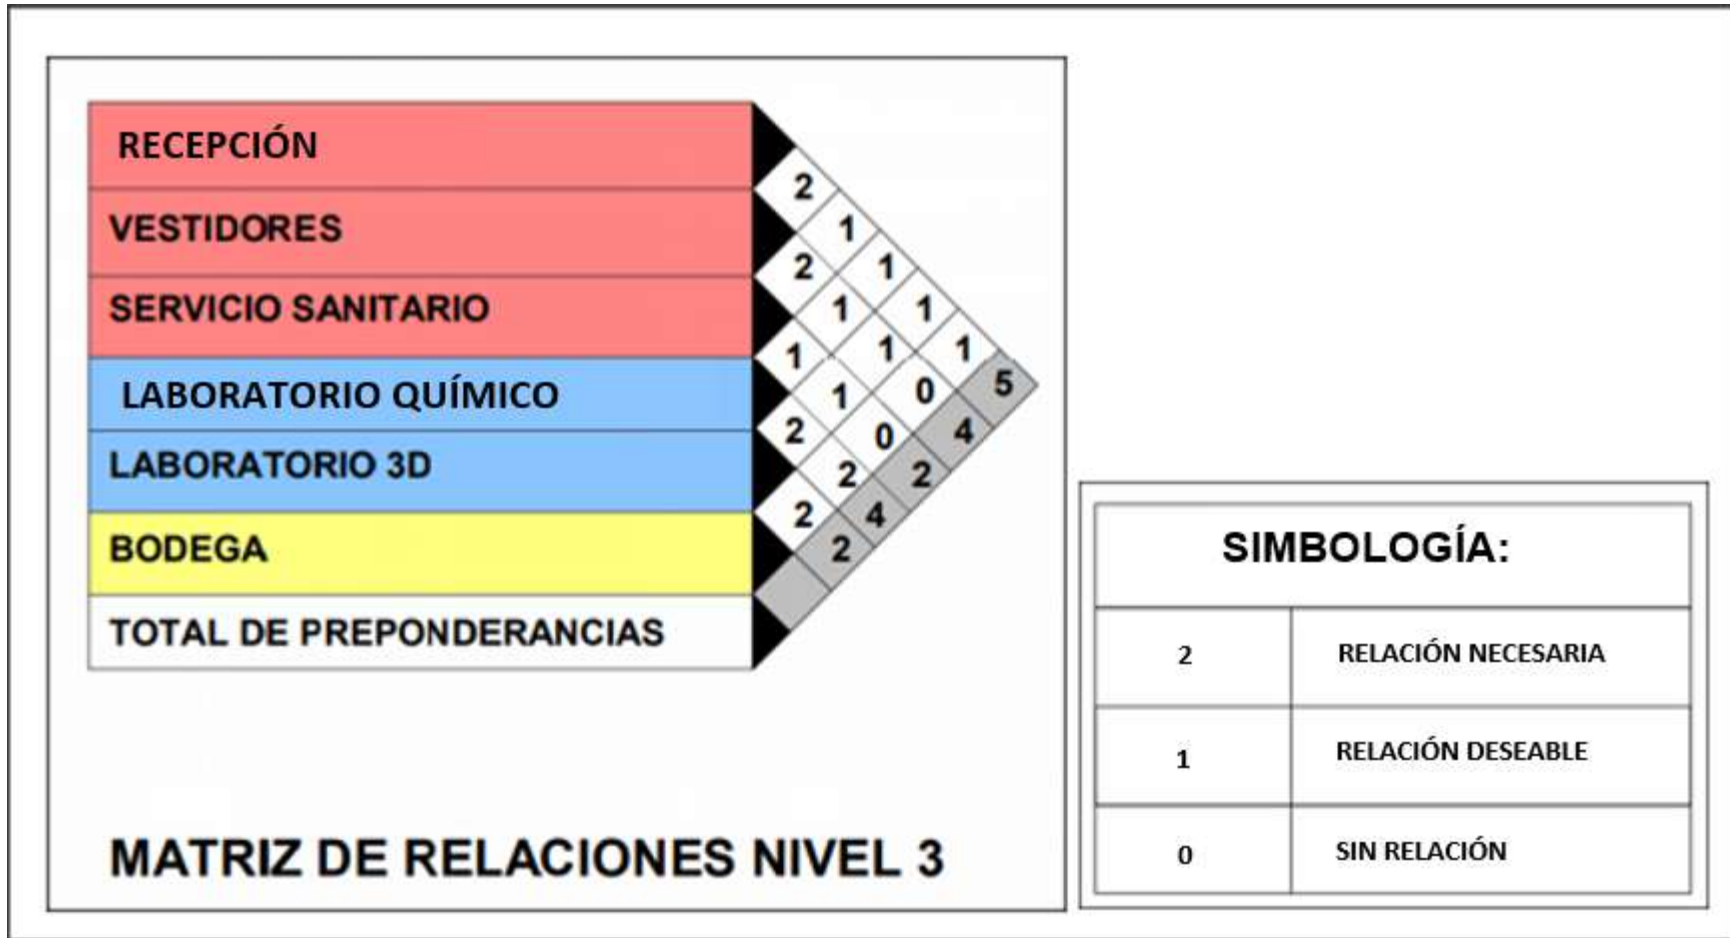 RECEPCIÓN
2
VESTIDORES
1
2
1
SERVICIO SANITARIO
1
1
1
1
1
5
LABORATORIO QUÍMICO
1
0
2
0
4
LABORATORIO 3D
2
2
2
4
BODEGA
2
TOTAL DE PREPONDERANCIAS
MATRIZ DE RELACIONES NIVEL 3
SIMBOLOGÍA:
2 RELACIÓN NECESARIA
1 RELACIÓN DESEABLE
0 SIN RELACIÓN